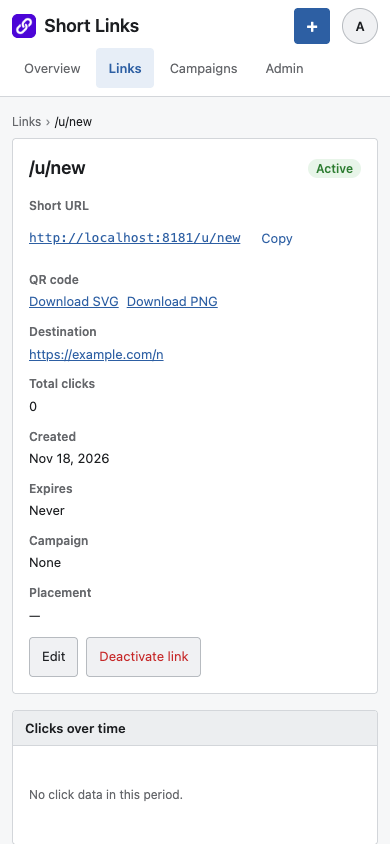 Short Links
+
A
Overview Links Campaigns Admin
Links › /u/new
/u/new Active
Short URL
http://localhost:8181/u/new Copy
QR code
Download SVG Download PNG
Destination
https://example.com/n
Total clicks
0
Created
Nov 18, 2026
Expires
Never
Campaign
None
Placement
—
Edit Deactivate link
Clicks over time
No click data in this period.